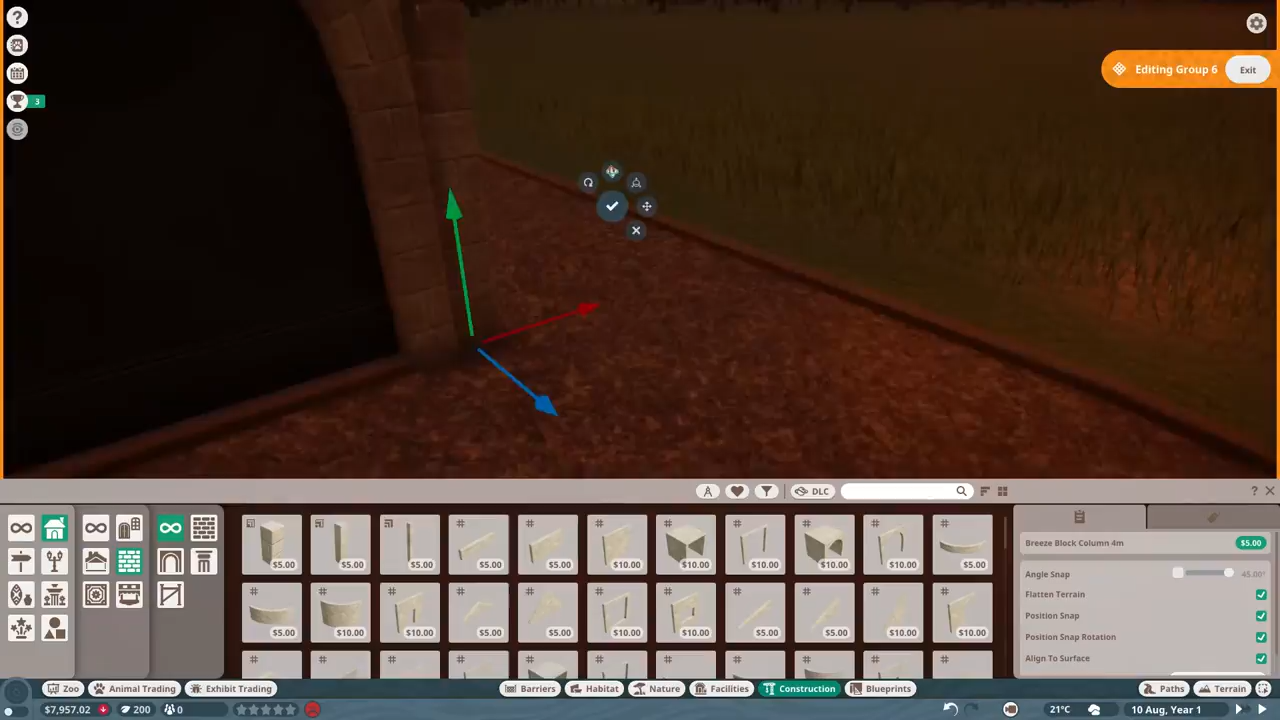 ?
3
Editing Group 6 Exit
DLC
? 
$5.00 $5.00 $5.00 $5.00 $5.00 $10.00 $10.00 $10.00 $10.00 $10.00 $5.00
Breeze Block Column 4m $5.00
Angle Snap 45.00°
Flatten Terrain
$5.00 $10.00 $10.00 $5.00 $5.00 $10.00 $10.00 $5.00 $5.00 $10.00 $10.00
Position Snap
Position Snap Rotation
Align To Surface
Zoo Animal Trading Exhibit Trading Barriers Habitat Nature Facilities Construction Blueprints Paths Terrain
$7,957.02 200 0 21°C 10 Aug, Year 1